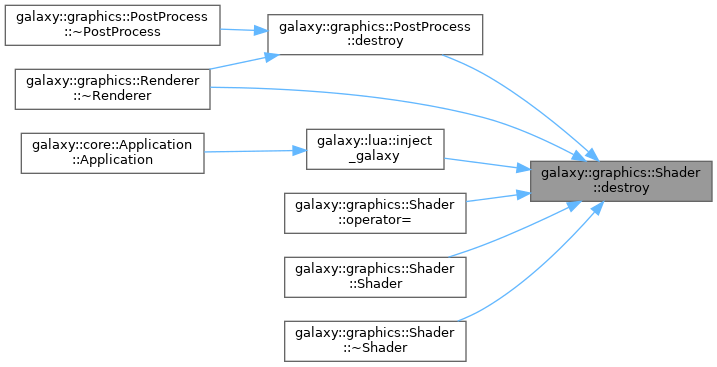 galaxy::graphics::PostProcess
::~PostProcess
galaxy::graphics::PostProcess
::destroy
galaxy::graphics::Renderer
::~Renderer
galaxy::core::Application
::Application
galaxy::lua::inject
_galaxy
galaxy::graphics::Shader
::destroy
galaxy::graphics::Shader
::operator=
galaxy::graphics::Shader
::Shader
galaxy::graphics::Shader
::~Shader